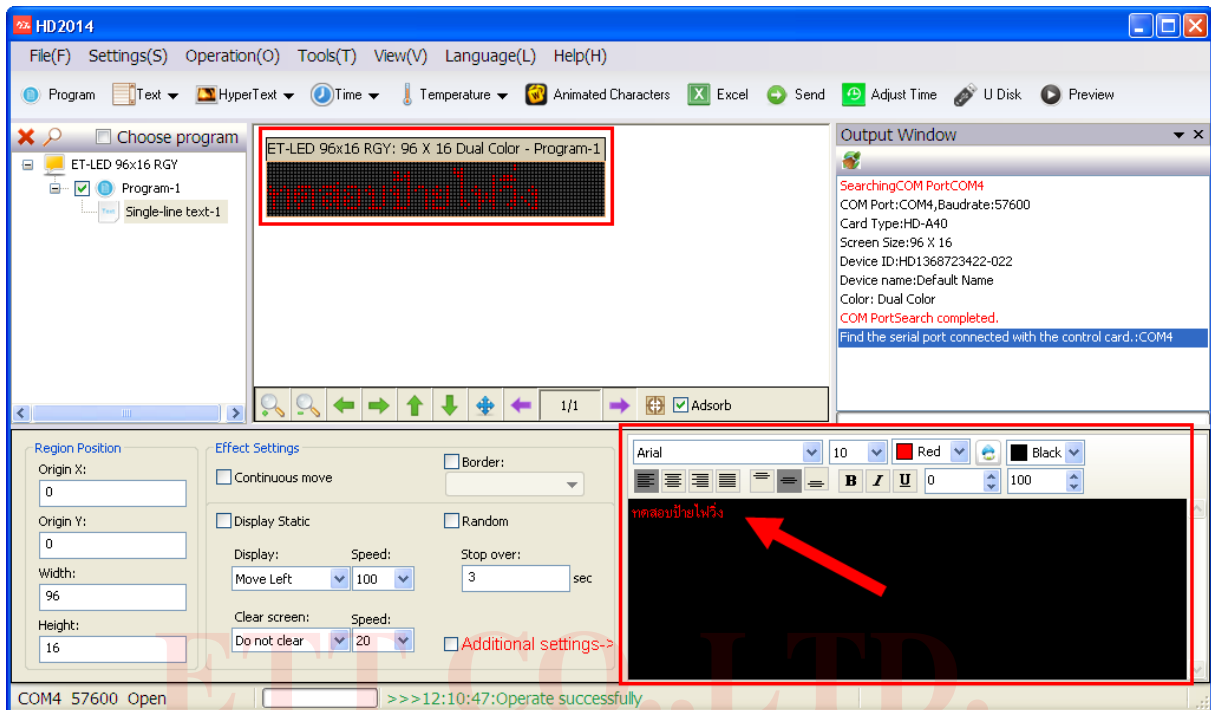 HD2014
File(F) Settings(S) Operation(O) Tools(T) View(V) Language(L) Help(H)
Program Text HyperText Time Temperature Animated Characters Excel Send Adjust Time U Disk Preview
Choose program
ET-LED 96x16 RGY
Program-1
Single-line text-1
ET-LED 96x16 RGY: 96 X 16 Dual Color - Program-1
ทดสอบป้ายไฟวิ่ง
1/1
Adsorb
Output Window
SearchingCOM PortCOM4
COM Port:COM4,Baudrate:57600
Card Type:HD-A40
Screen Size:96 X 16
Device ID:HD1368723422-022
Device name:Default Name
Color: Dual Color
COM PortSearch completed.
Find the serial port connected with the control card.:COM4
Region Position
Origin X:
0
Origin Y:
0
Width:
96
Height:
16
Effect Settings
Continuous move
Border:
Display Static
Random
Display: Speed: Stop over:
Move Left 100 3 sec
Clear screen: Speed:
Do not clear 20
Additional settings->
Arial 10 Red Black
B I U 0 100
ทดสอบป้ายไฟวิ่ง
COM4 57600 Open
>>>12:10:47:Operate successfully
ETT CO.,LTD.